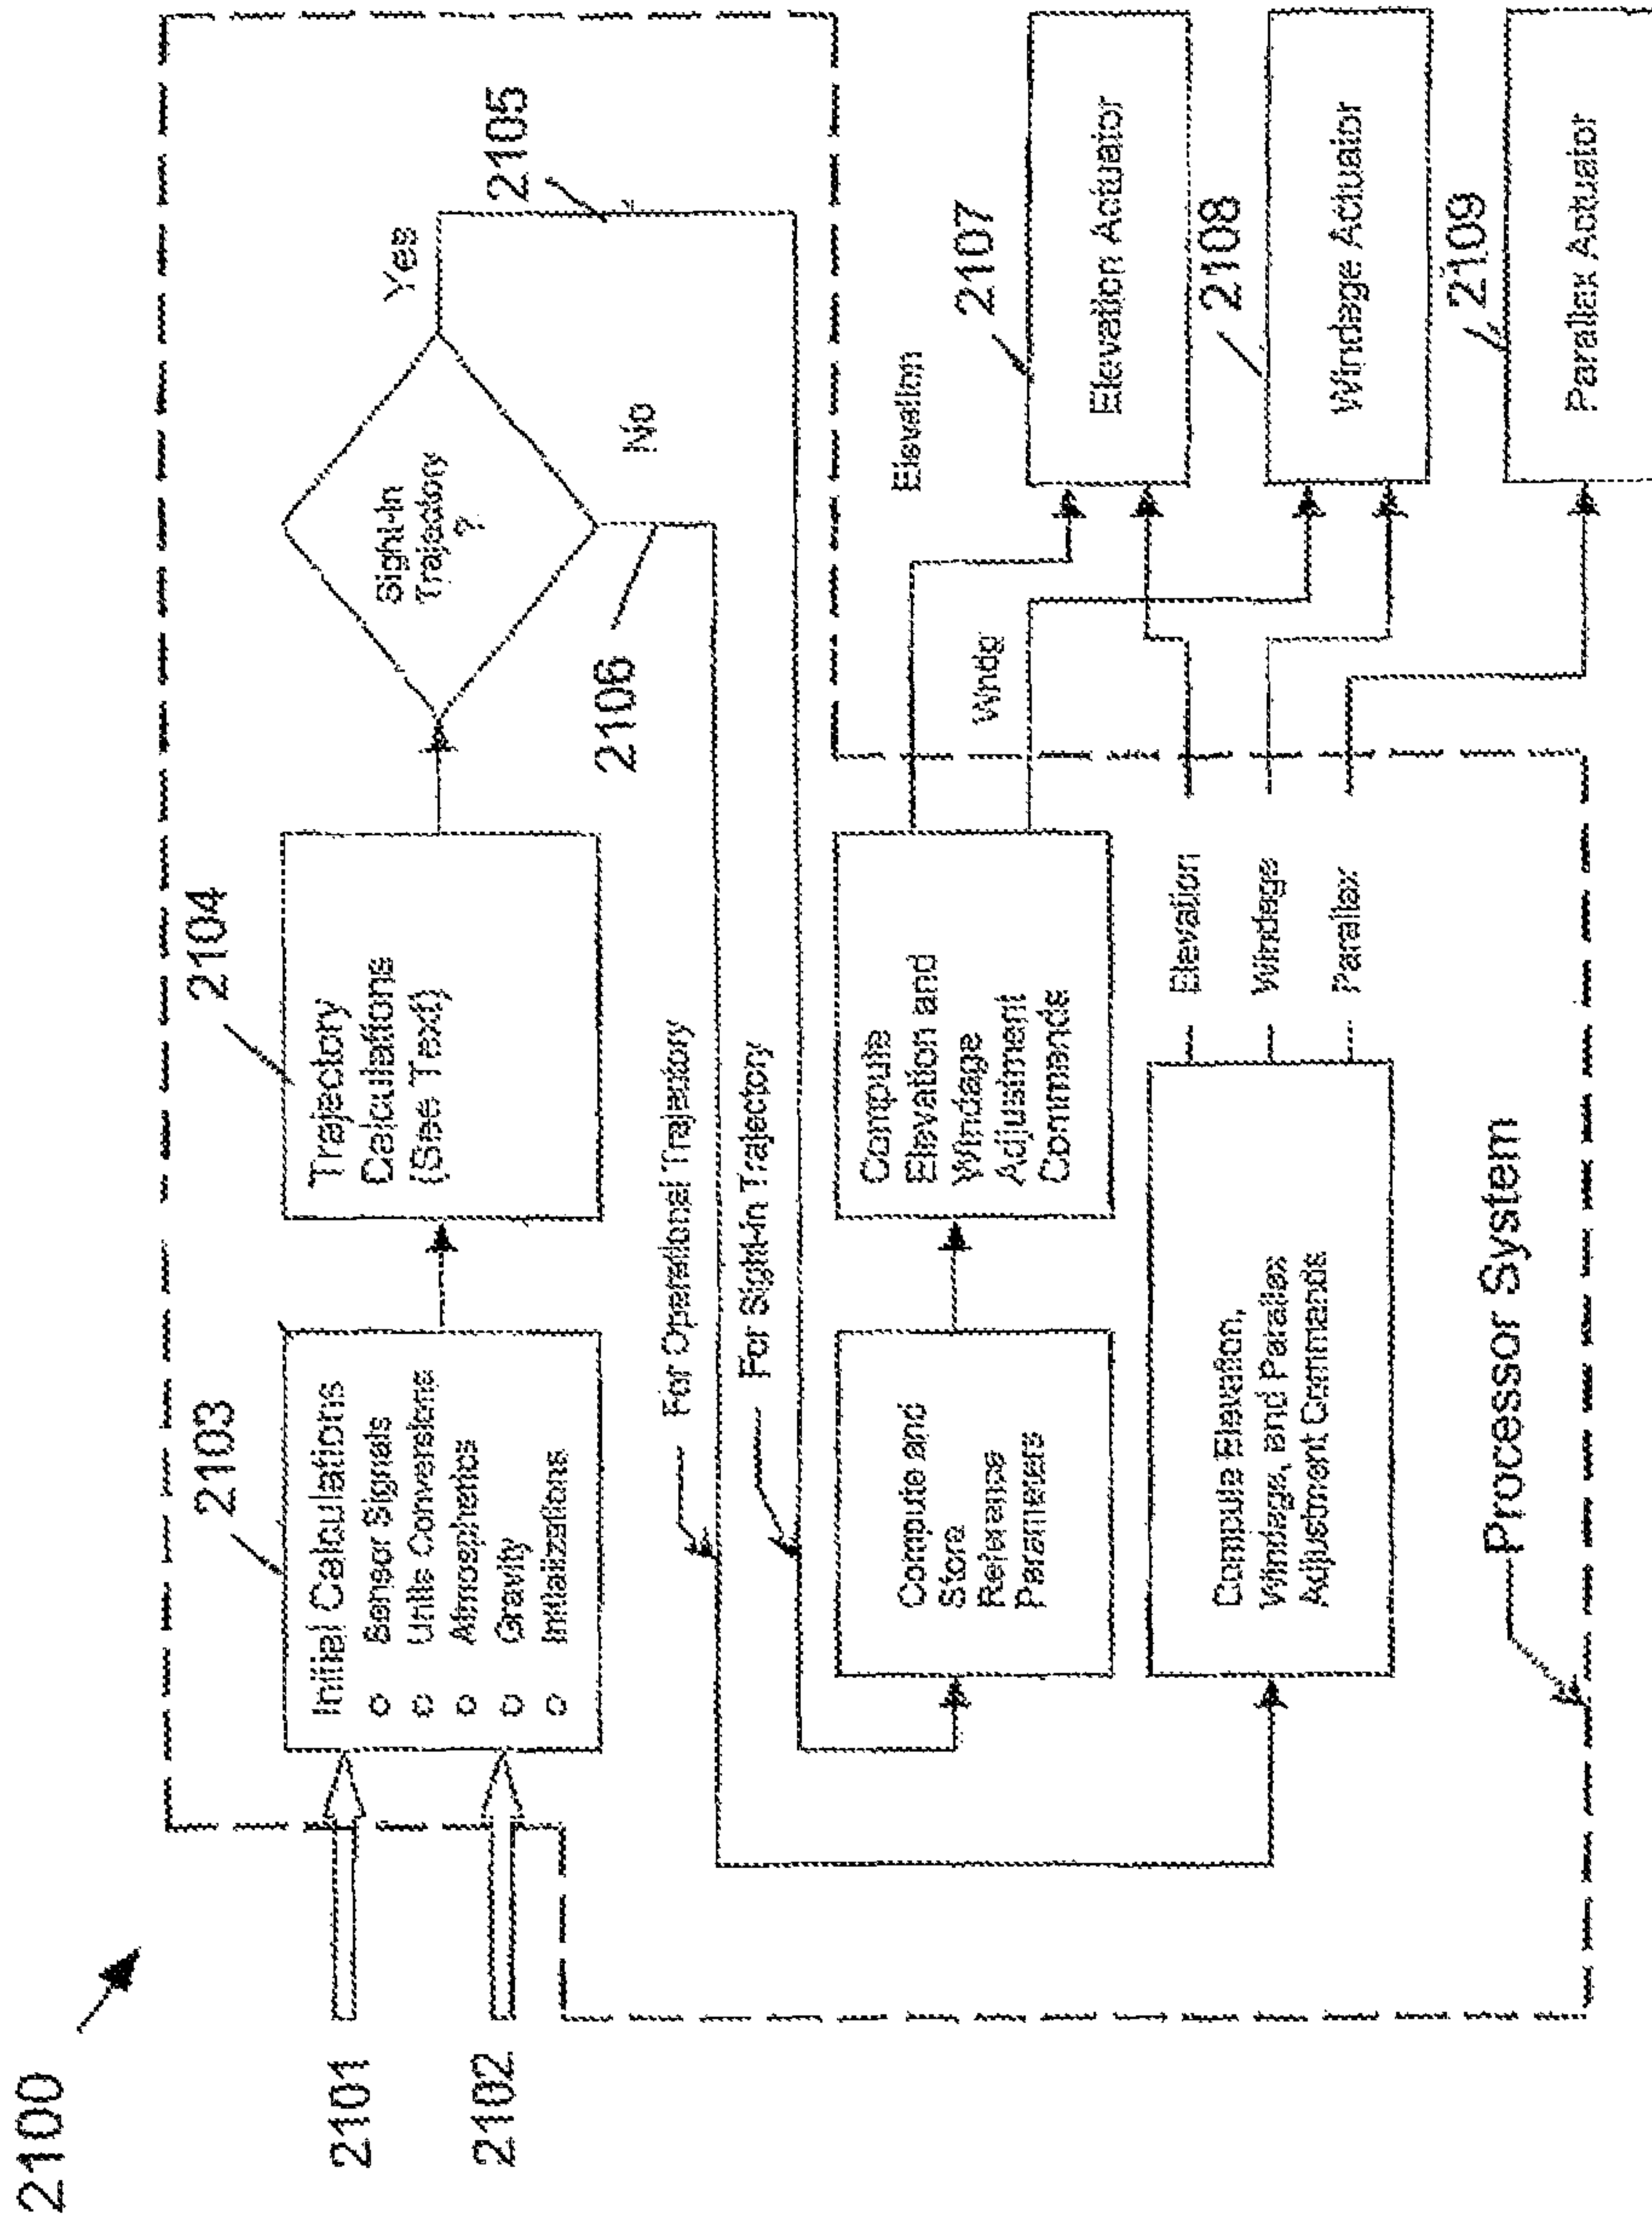 2100
2101
2102
2103
Initial Calculations
Sensor Signals
Units Conversions
Atmospherics
Gravity
Initializations
2104
Trajectory
Calculations
(See Text)
Sight-In
Trajectory
?
Yes
2105
No
2106
For Operational Trajectory
For Sight-In Trajectory
Compute and
Store
Reference
Parameters
Compute
Elevation and
Windage
Adjustment
Commends
Elevation
Wndg
Compute Elevation,
Windage, and Parallax
Adjustment Commands
Elevation
Windage
Parallax
2107
Elevation Actuator
2108
Windage Actuator
2109
Parallax Actuator
Processor System